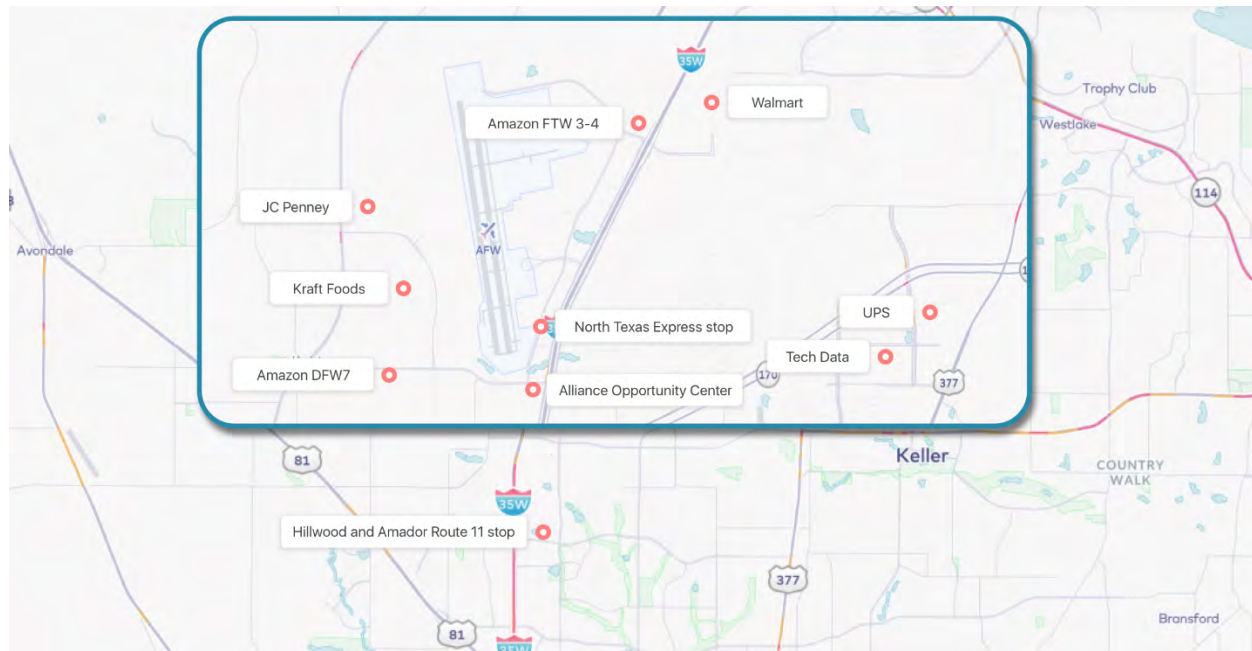 35W
Walmart
Trophy Club
Amazon FTW 3-4
Westlake
114
JC Penney
AFW
Avondale
Kraft Foods
UPS
North Texas Express stop
Tech Data
Amazon DFW7
170
377
Alliance Opportunity Center
81
Keller
COUNTRY
WALK
35W
Hillwood and Amador Route 11 stop
377
Bransford
81
35W